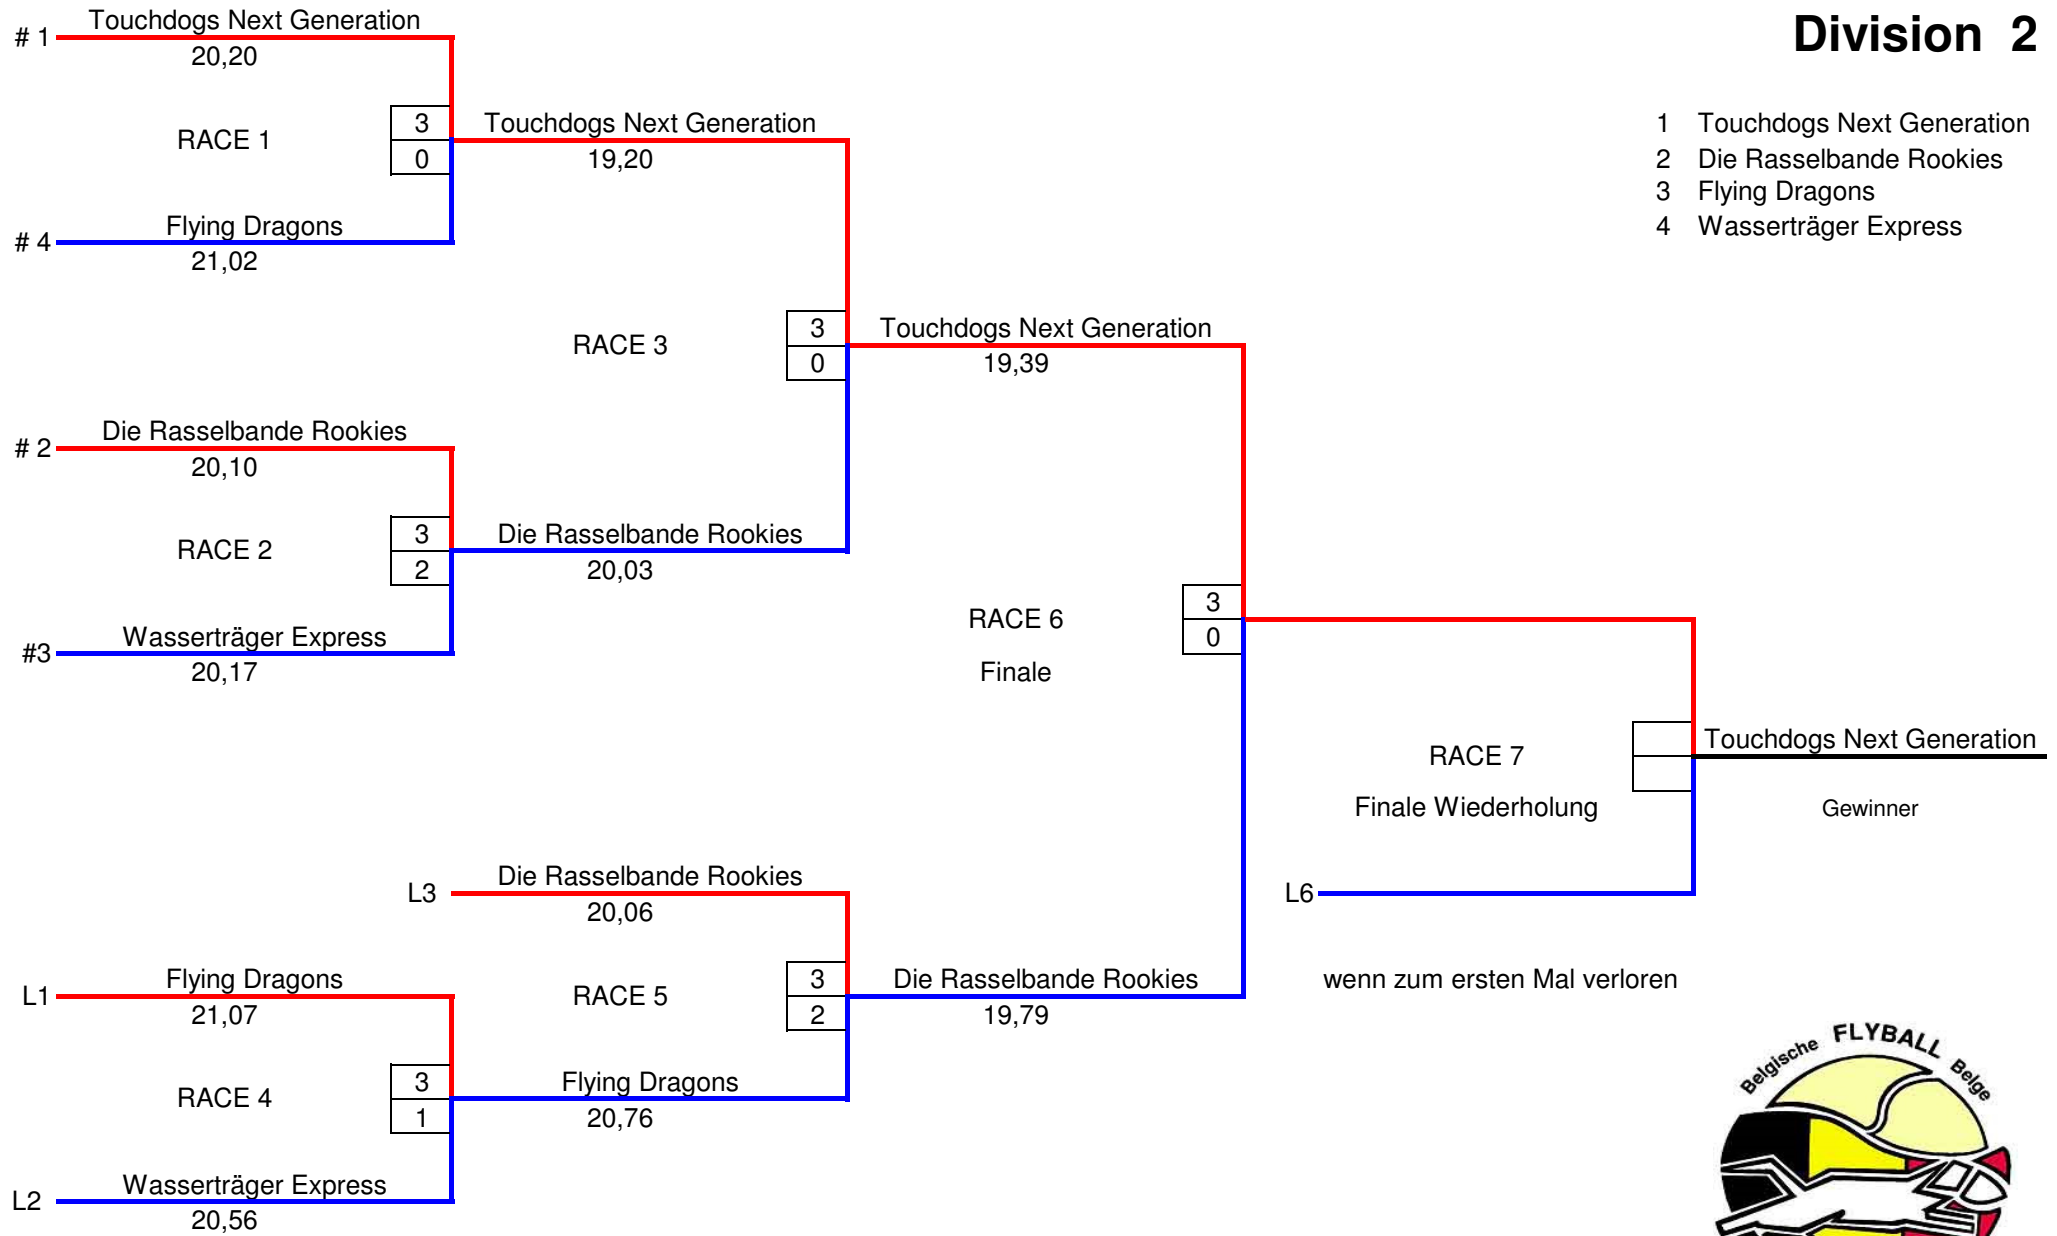 Division 2
1 Touchdogs Next Generation
2 Die Rasselbande Rookies
3 Flying Dragons
4 Wasserträger Express
# 1
Touchdogs Next Generation
20,20
RACE 1
3
0
# 4
Flying Dragons
21,02
Touchdogs Next Generation
19,20
# 2
Die Rasselbande Rookies
20,10
RACE 2
3
2
#3
Wasserträger Express
20,17
Die Rasselbande Rookies
20,03
RACE 3
3
0
Touchdogs Next Generation
19,39
L1
Flying Dragons
21,07
RACE 4
3
1
L2
Wasserträger Express
20,56
L3
Die Rasselbande Rookies
20,06
RACE 5
3
2
Flying Dragons
20,76
Die Rasselbande Rookies
19,79
RACE 6
Finale
3
0
RACE 7
Finale Wiederholung
L6
wenn zum ersten Mal verloren
Touchdogs Next Generation
Gewinner
Belgische FLYBALL Belge